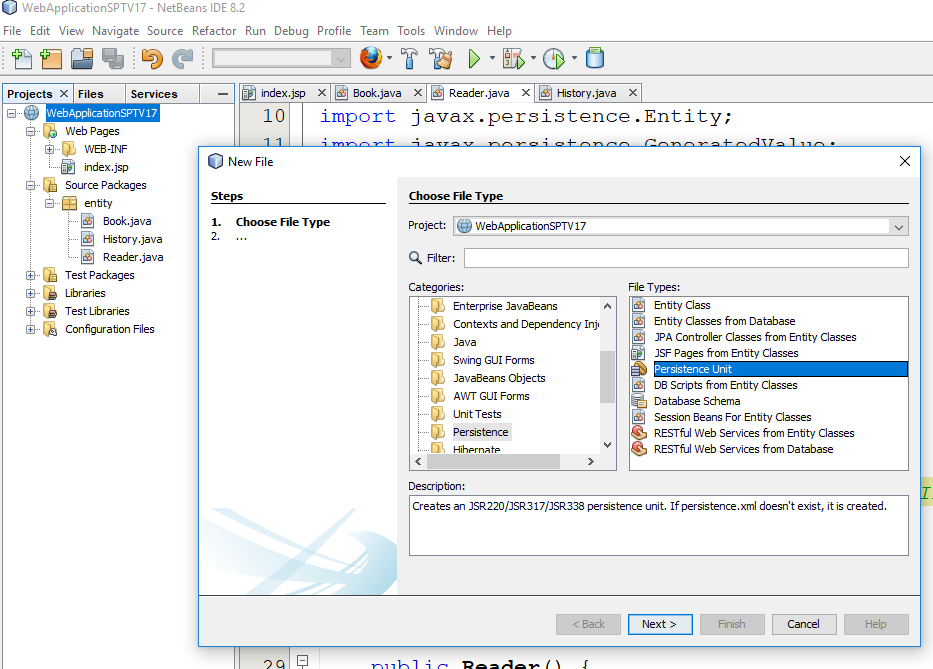 WebApplicationSPTV17 - NetBeans IDE 8.2
File Edit View Navigate Source Refactor Run Debug Profile Team Tools Window Help
Projects Files Services
index.jsp Book.java Reader.java History.java
WebApplicationSPTV17
Web Pages
WEB-INF
index.jsp
Source Packages
entity
Book.java
History.java
Reader.java
Test Packages
Libraries
Test Libraries
Configuration Files
10 import javax.persistence.Entity;
11 import javax.persistence.GeneratedValue;
New File
Steps
1. Choose File Type
2. ...
Choose File Type
Project: WebApplicationSPTV17
Filter:
Categories:
Enterprise JavaBeans
Contexts and Dependency Inj
Java
Swing GUI Forms
JavaBeans Objects
AWT GUI Forms
Unit Tests
Persistence
Hibernate
File Types:
Entity Class
Entity Classes from Database
JPA Controller Classes from Entity Classes
JSF Pages from Entity Classes
Persistence Unit
DB Scripts from Entity Classes
Database Schema
Session Beans For Entity Classes
RESTful Web Services from Entity Classes
RESTful Web Services from Database
Description:
Creates an JSR220/JSR317/JSR338 persistence unit. If persistence.xml doesn't exist, it is created.
< Back Next > Finish Cancel Help
29 public Reader() {